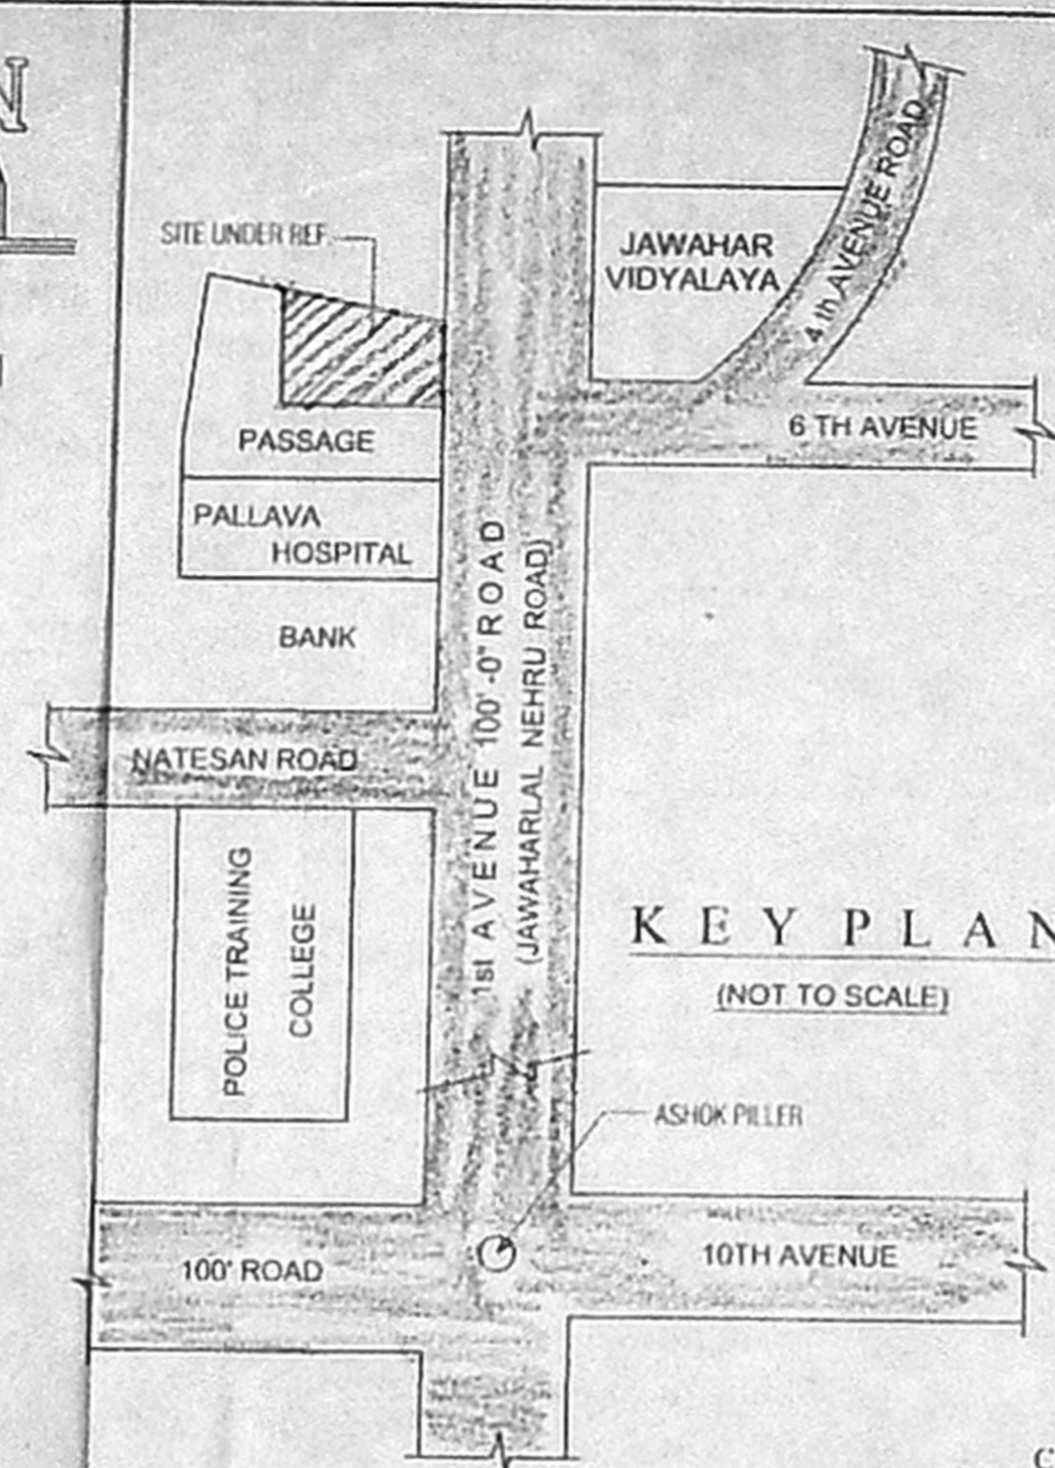 N
SITE UNDER REF.
JAWAHAR
VIDYALAYA
4 th AVENUE ROAD
6 TH AVENUE
PASSAGE
PALLAVA
HOSPITAL
BANK
1st AVENUE 100'-0" ROAD
(JAWAHARLAL NEHRU ROAD)
NATESAN ROAD
POLICE TRAINING
COLLEGE
KEY PLAN
(NOT TO SCALE)
ASHOK PILLER
100' ROAD
10TH AVENUE